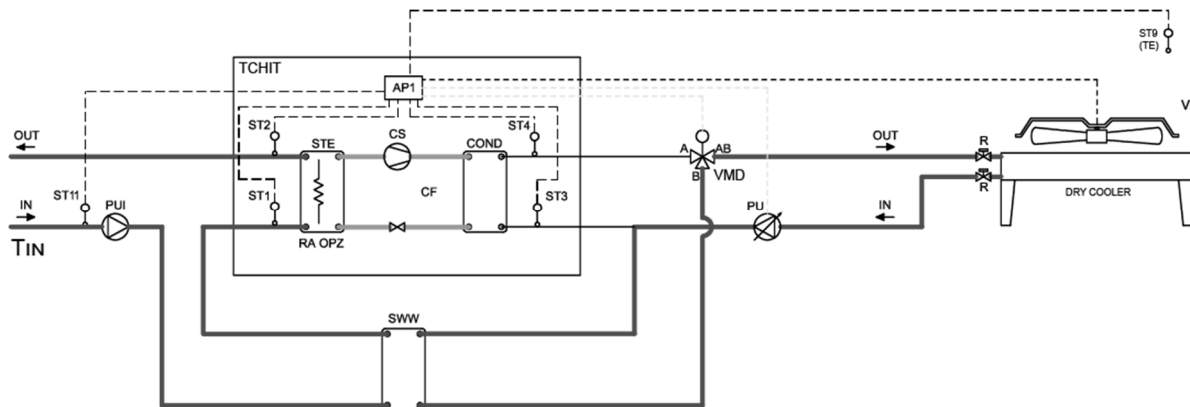 ST9
(TE)
TCHIT
AP1
V
OUT
ST2
STE
CS
ST4
COND
A
AB
OUT
R
B
VMD
IN
ST11
PUI
ST1
CF
ST3
PU
IN
R
DRY COOLER
TIN
RA OPZ
SWW